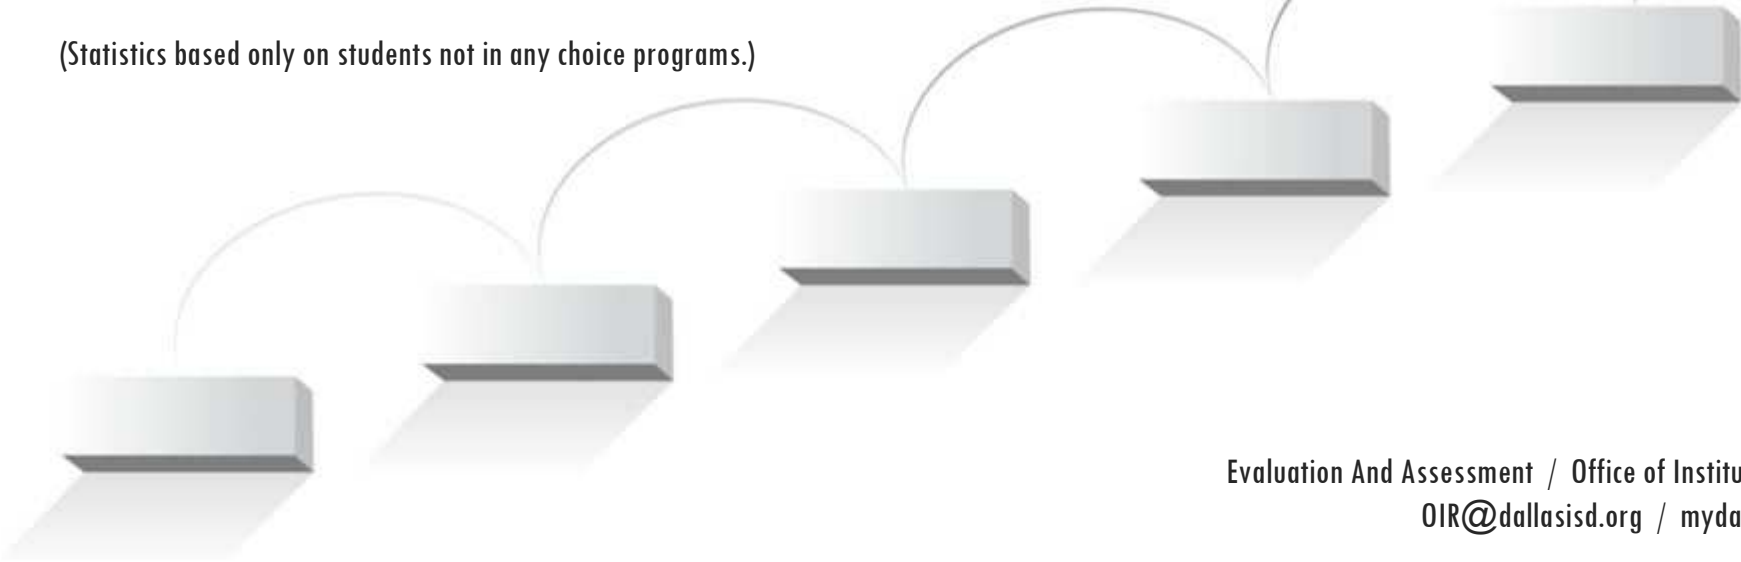 (Statistics based only on students not in any choice programs.)
Evaluation And Assessment / Office of Institu
OIR@dallasisd.org / myda